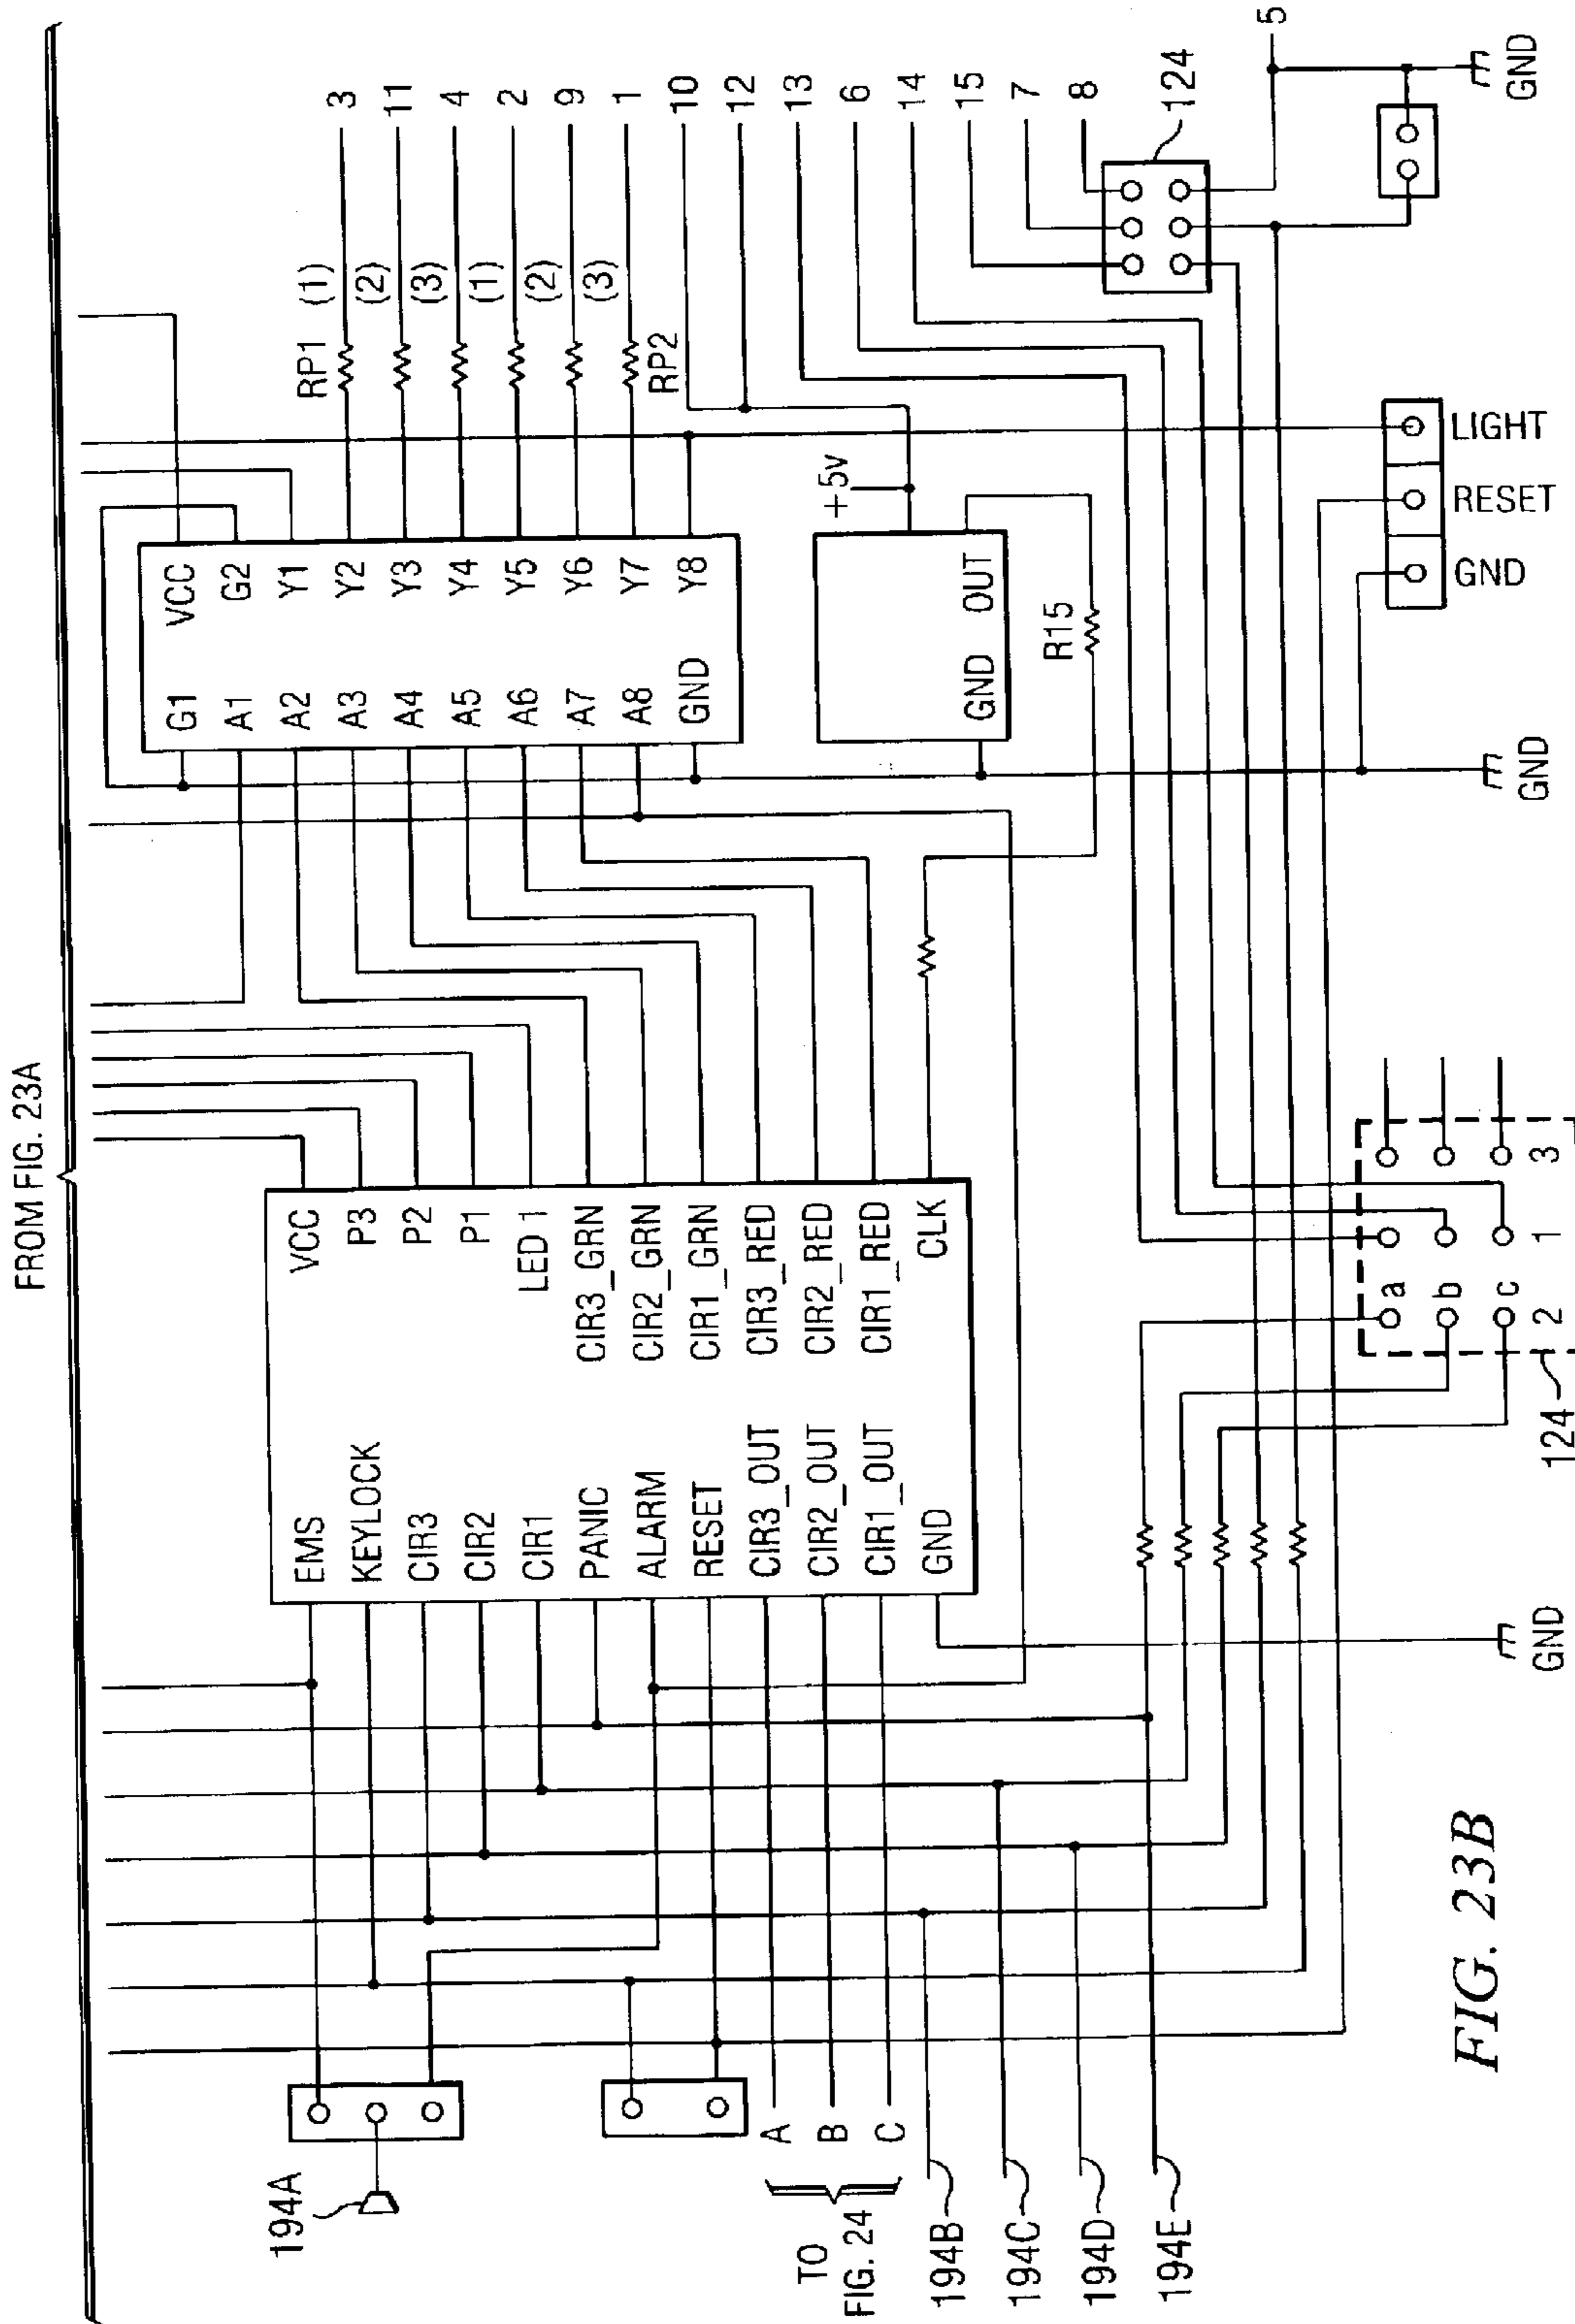 FROM FIG. 23A
194A
EMS
KEYLOCK
CIR3
CIR2
CIR1
PANIC
ALARM
RESET
CIR3_OUT
CIR2_OUT
CIR1_OUT
GND
VCC
P3
P2
P1
LED 1
CIR3_GRN
CIR2_GRN
CIR1_GRN
CIR3_RED
CIR2_RED
CIR1_RED
CLK
G1
A1
A2
A3
A4
A5
A6
A7
A8
GND
VCC
G2
Y1
Y2
Y3
Y4
Y5
Y6
Y7
Y8
RP1
(1)
(2)
(3)
(1)
(2)
(3)
RP2
3
11
4
2
9
1
10
12
13
6
14
15
7
8
124
5
+5v
GND OUT
R15
A
B
C
TO
FIG. 24
194B
194C
194D
194E
GND
GND
GND
GND RESET LIGHT
a
b
c
2 1 3
124
FIG. 23B